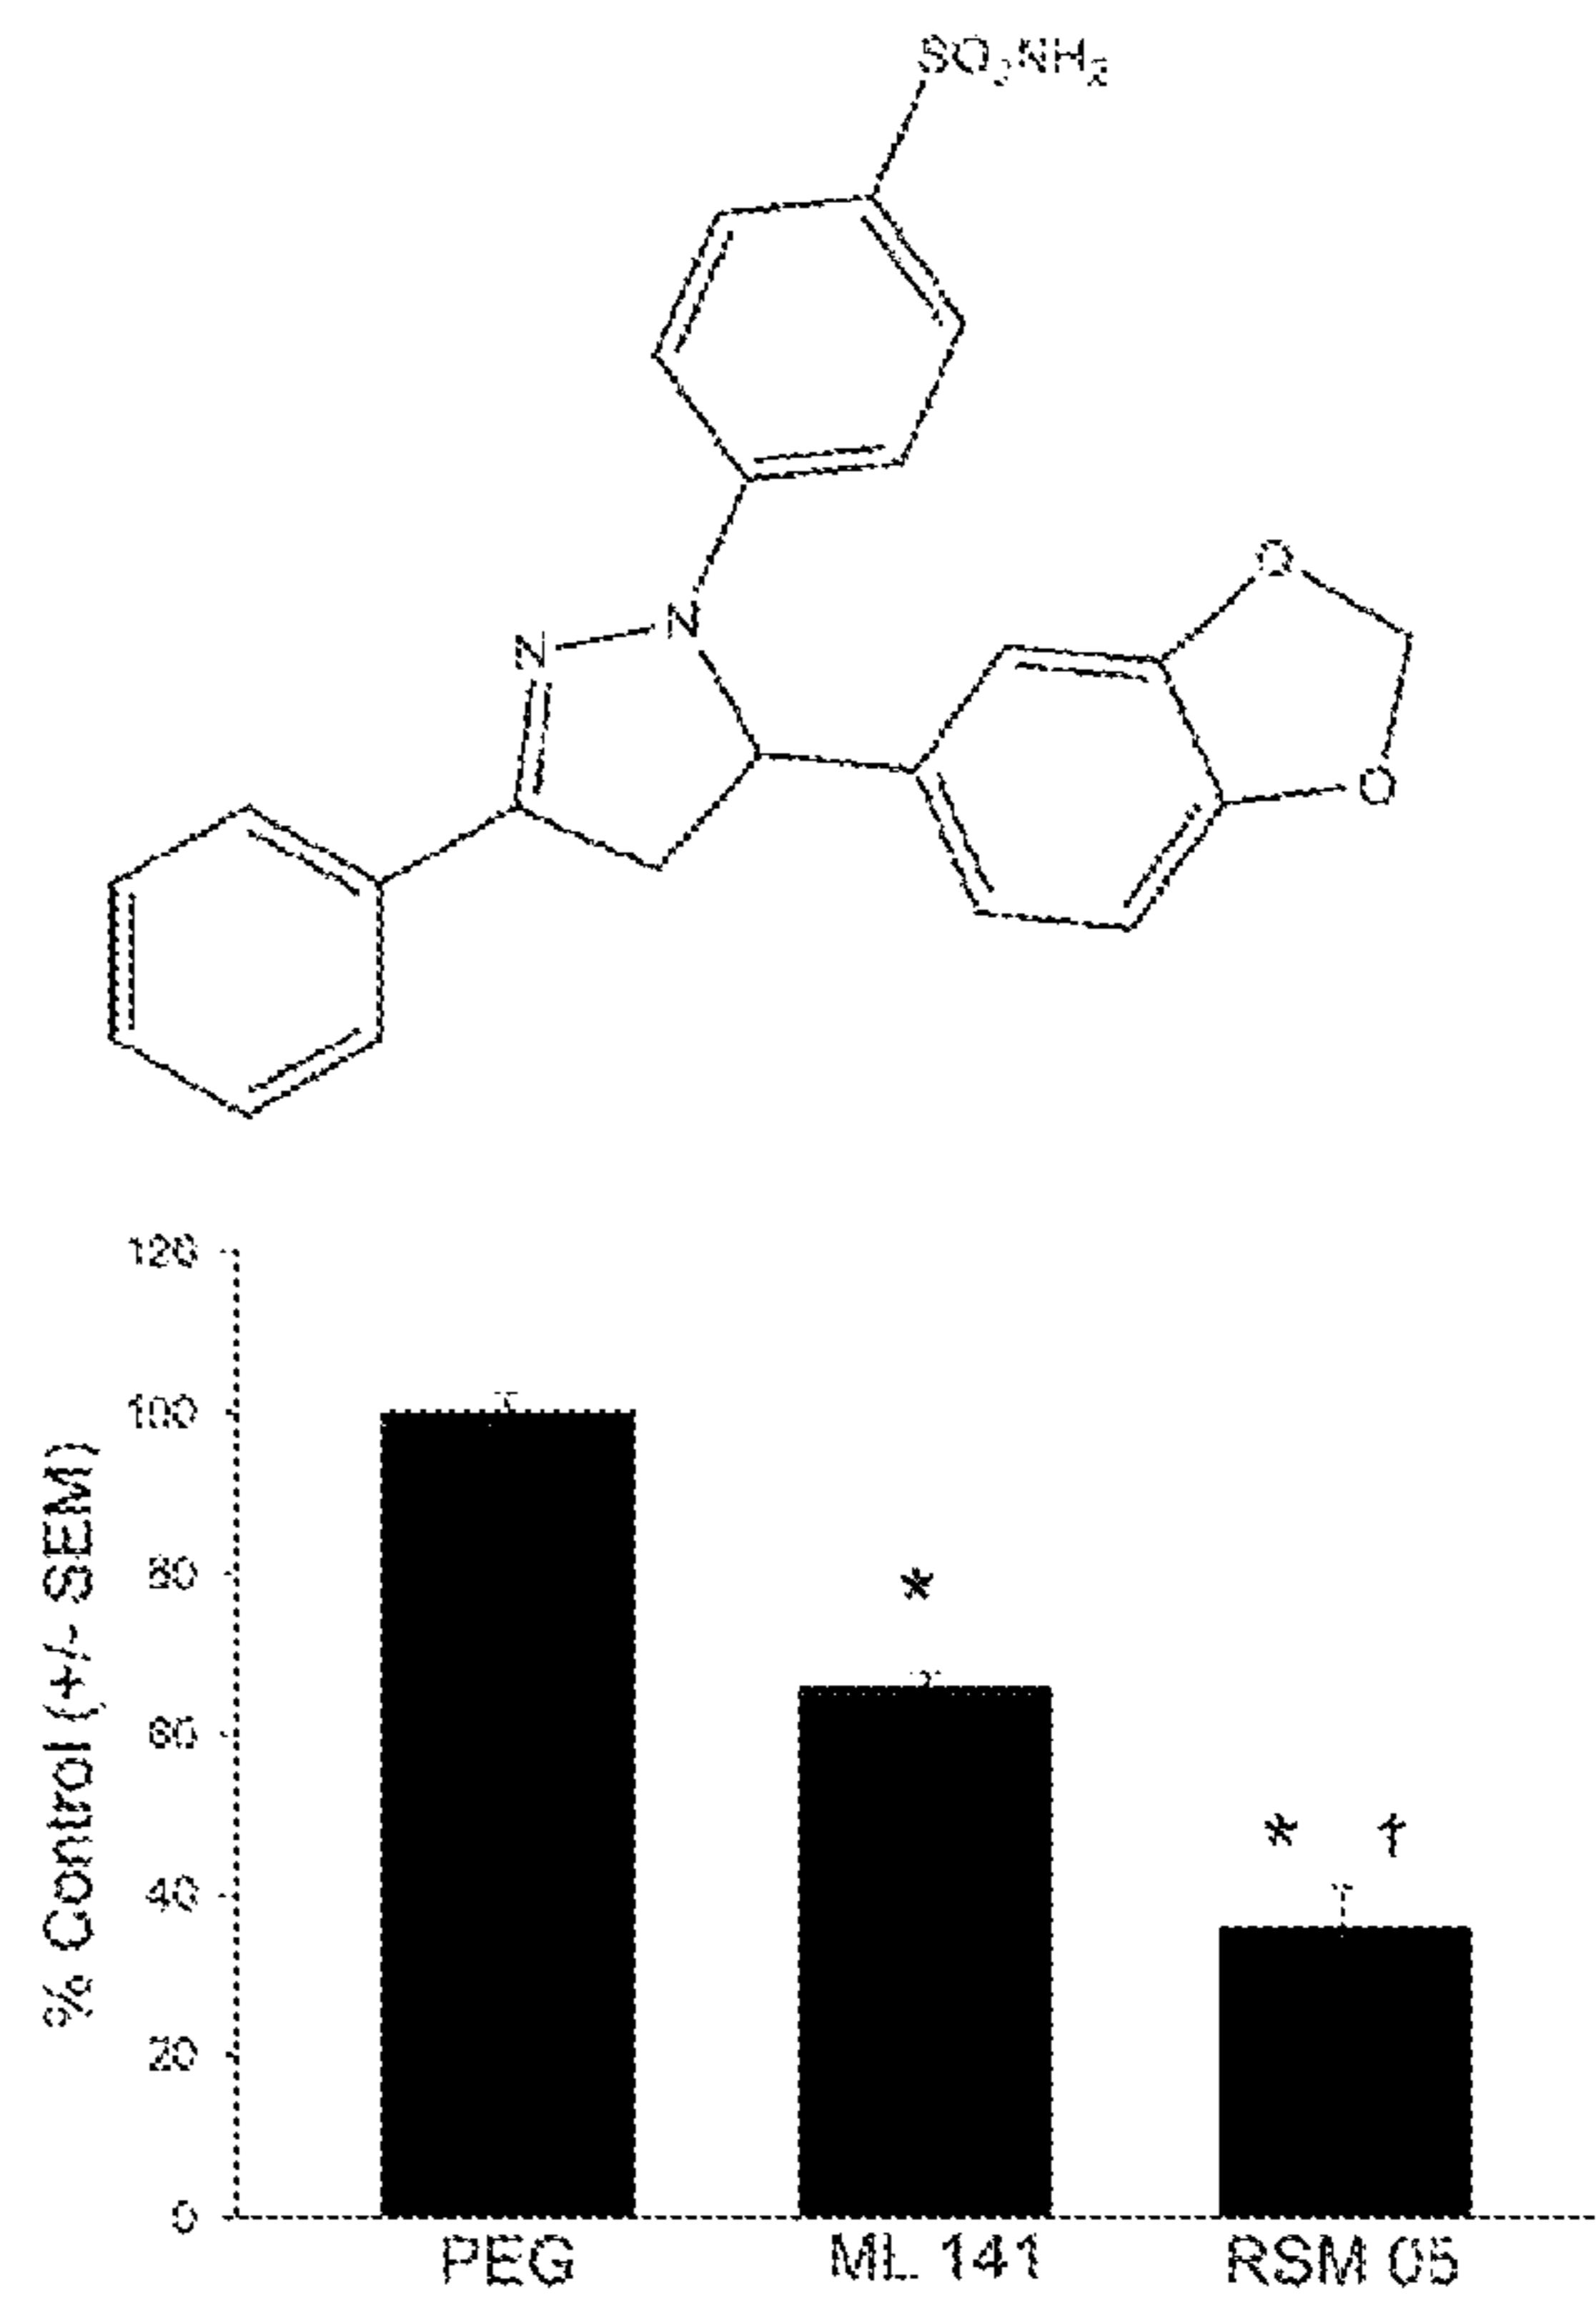 SO₂NH₂
N
N
O
O
120
100
80
60
40
20
0
% Control (+/- SEM)
*
* †
PEG
ML 141
RSM 05